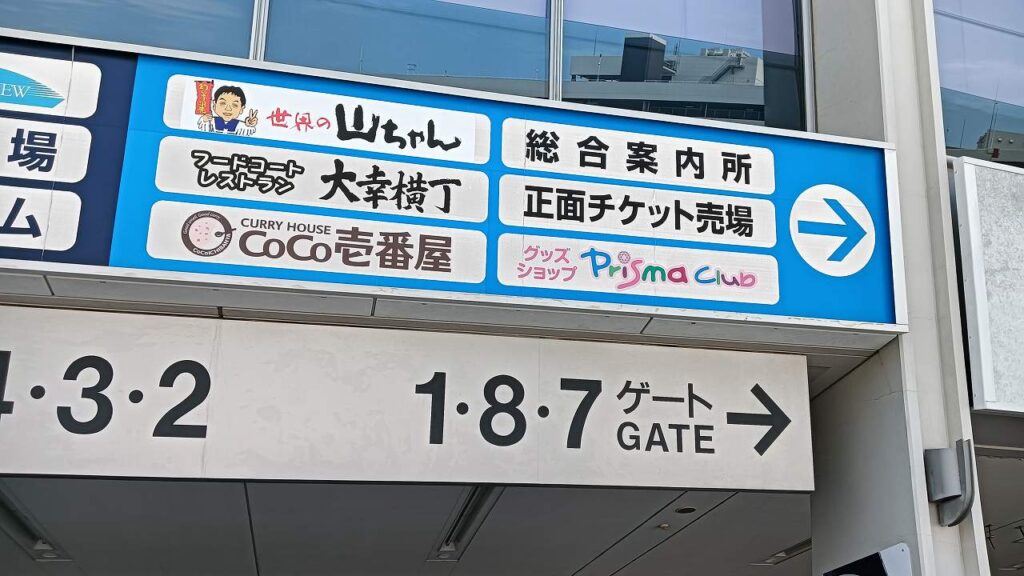 EW
場
ム
世界の山ちゃん
フードコート
レストラン
大幸横丁
CURRY HOUSE
CoCo壱番屋
総合案内所
正面チケット売場
グッズ
ショップ
Prisma Club
4・3・2
1・8・7 ゲート
GATE